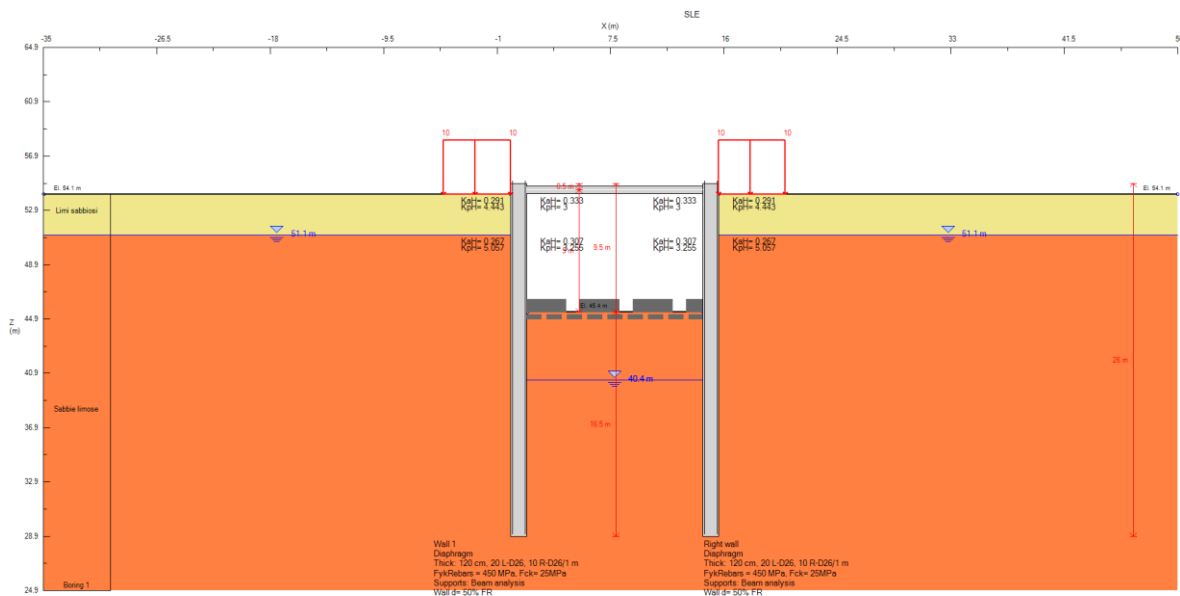 SLE
X (m)
-35 -26.5 -18 -9.5 -1 7.5 16 24.5 33 41.5 5
64.9
60.9
56.9
52.9
48.9
44.9
40.9
36.9
32.9
28.9
24.9
Z
(m)
10 10 10 10
El. 54.1 m
El. 54.1 m
0.5 m
Limi sabbiosi
KaH= 0.291 KaH= 0.333 KaH= 0.333 KaH= 0.291
KpH= 4.443 KpH= 3 KpH= 3 KpH= 4.443
51.1 m
51.1 m
KaH= 0.267 KaH= 0.307 KaH= 0.307 KaH= 0.267
KpH= 5.057 KpH= 3.255 KpH= 3.255 KpH= 5.057
9.5 m
El. 45.4 m
26 m
40.4 m
Sabbie limose
16.5 m
Boring 1
Wall 1
Diaphragm
Thick: 120 cm, 20 L-D26, 10 R-D26/1 m
FykRebars = 450 MPa, Fck= 25MPa
Supports: Beam analysis
Wall d= 50% FR
Right wall
Diaphragm
Thick: 120 cm, 20 L-D26, 10 R-D26/1 m
FykRebars = 450 MPa, Fck= 25MPa
Supports: Beam analysis
Wall d= 50% FR